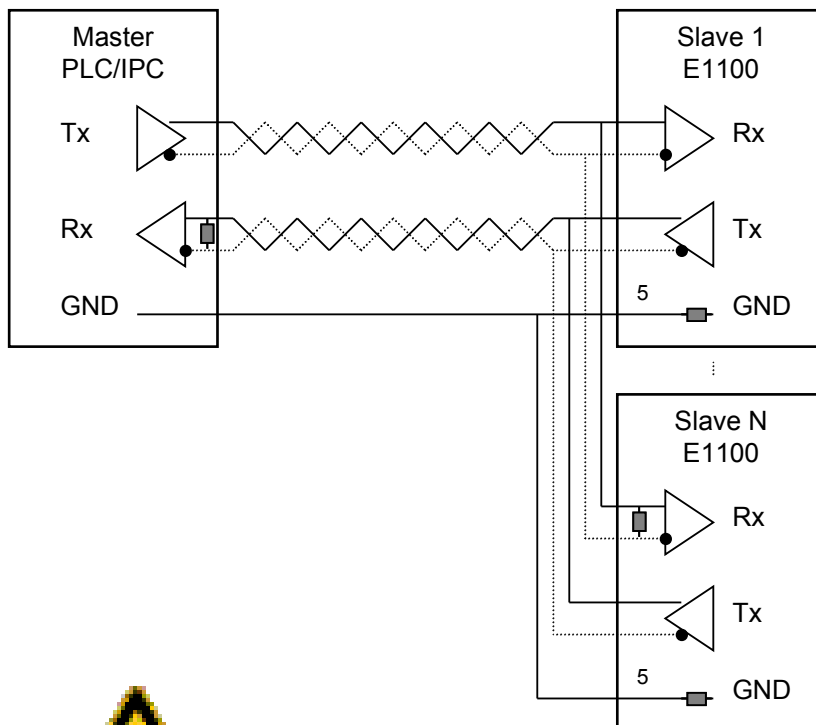 Master
PLC/IPC
Tx
Rx
GND
Slave 1
E1100
Rx
Tx
5
GND
Slave N
E1100
Rx
Tx
5
GND